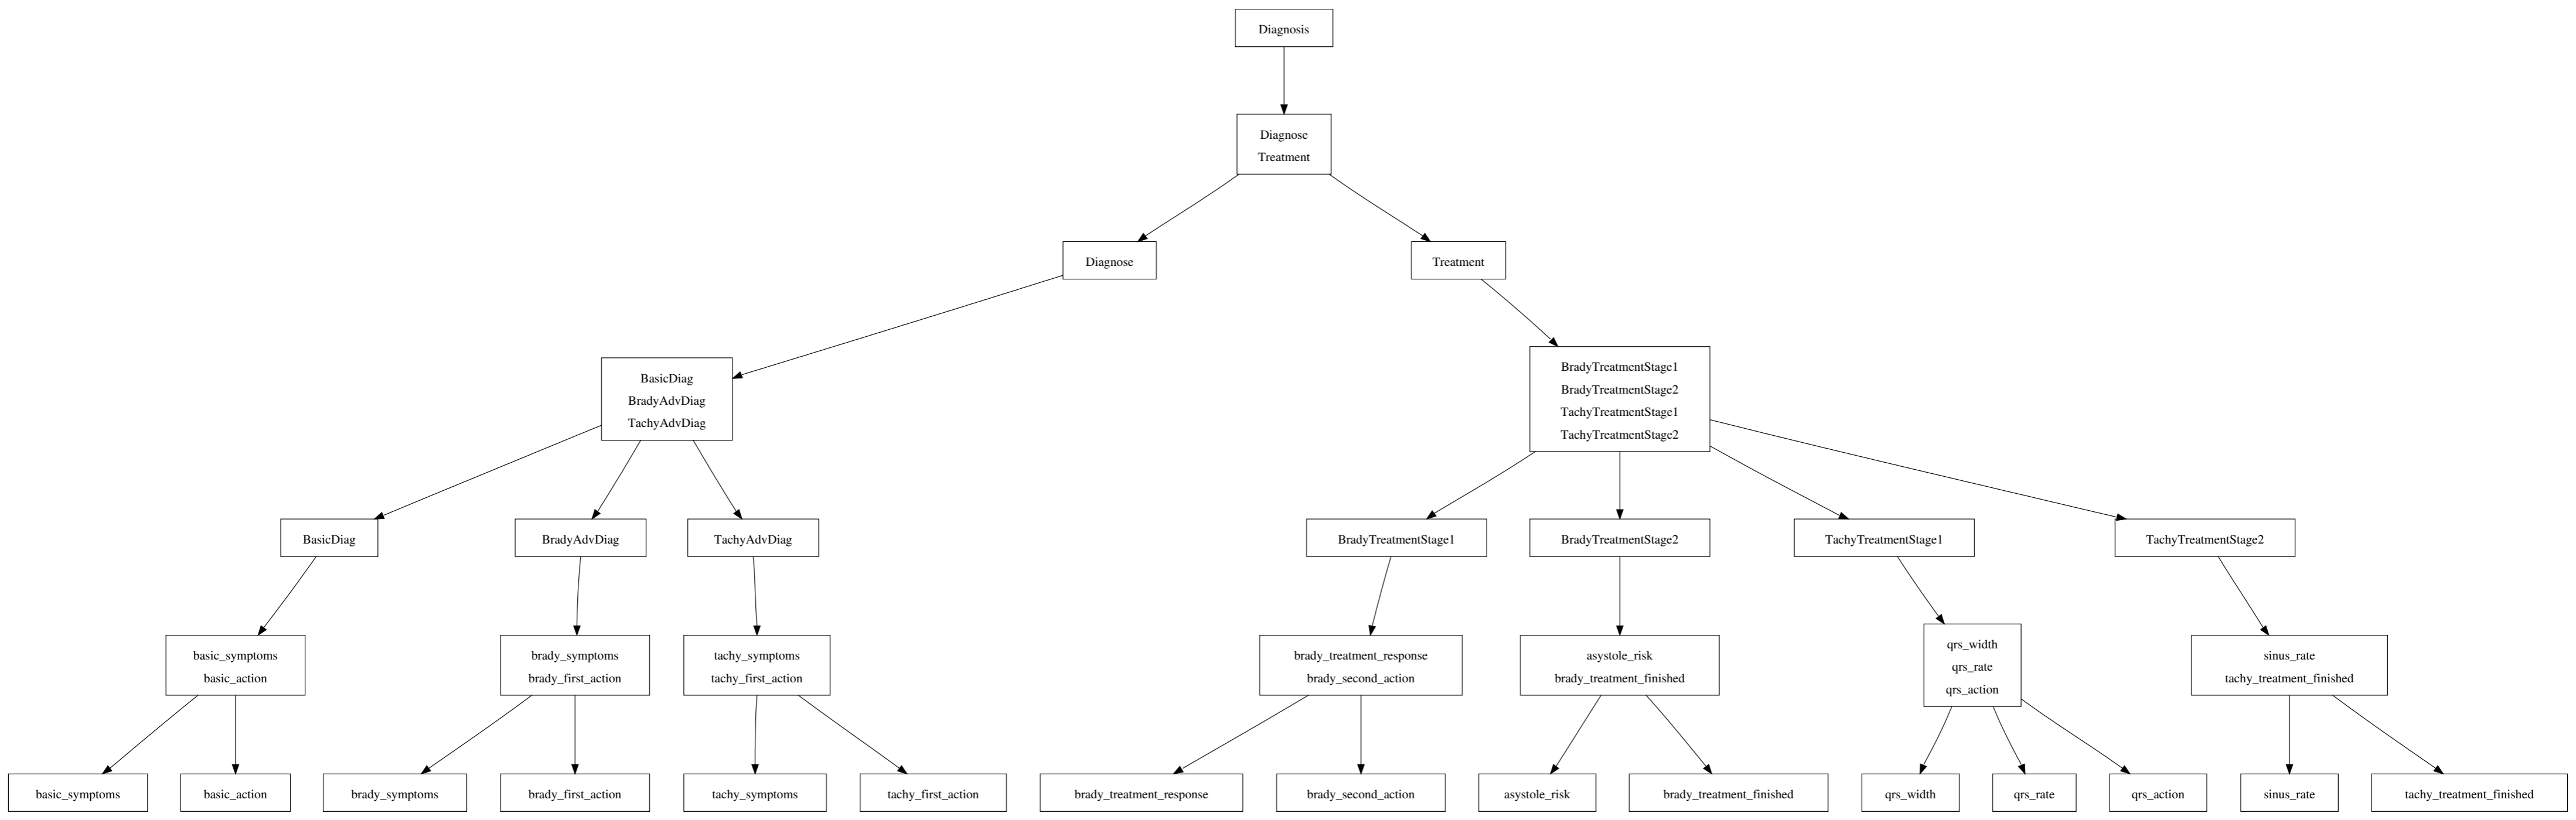 Diagnosis
Diagnose
Treatment
Diagnose
Treatment
BasicDiag
BradyAdvDiag
TachyAdvDiag
BradyTreatmentStage1
BradyTreatmentStage2
TachyTreatmentStage1
TachyTreatmentStage2
BasicDiag
BradyAdvDiag
TachyAdvDiag
BradyTreatmentStage1
BradyTreatmentStage2
TachyTreatmentStage1
TachyTreatmentStage2
basic_symptoms
basic_action
brady_symptoms
brady_first_action
tachy_symptoms
tachy_first_action
brady_treatment_response
brady_second_action
asystole_risk
brady_treatment_finished
qrs_width
qrs_rate
qrs_action
sinus_rate
tachy_treatment_finished
basic_symptoms
basic_action
brady_symptoms
brady_first_action
tachy_symptoms
tachy_first_action
brady_treatment_response
brady_second_action
asystole_risk
brady_treatment_finished
qrs_width
qrs_rate
qrs_action
sinus_rate
tachy_treatment_finished